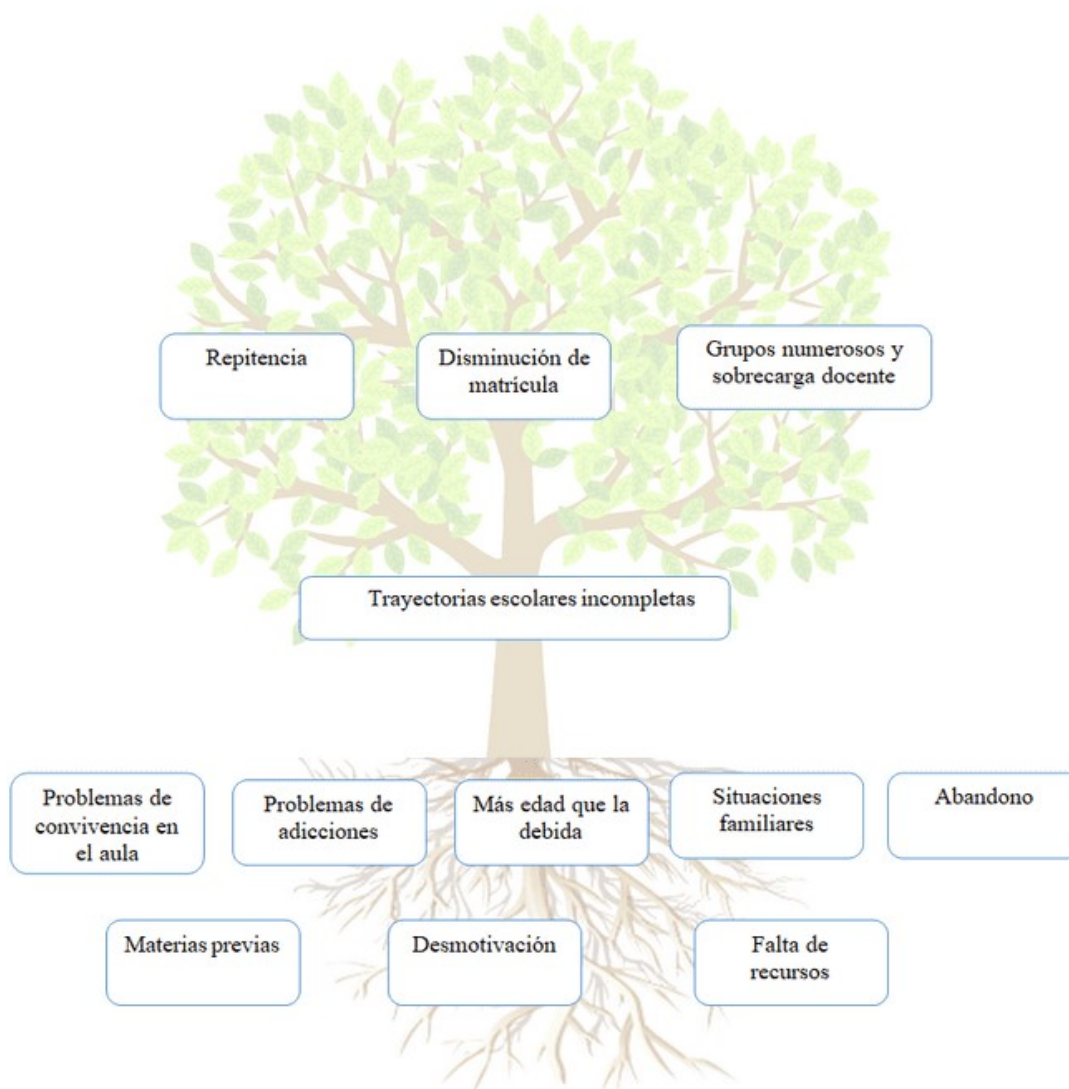 Repitencia
Disminución de
matrícula
Grupos numerosos y
sobrecarga docente
Trayectorias escolares incompletas
Problemas de
convivencia en
el aula
Problemas de
adicciones
Más edad que la
debida
Situaciones
familiares
Abandono
Materias previas
Desmotivación
Falta de
recursos